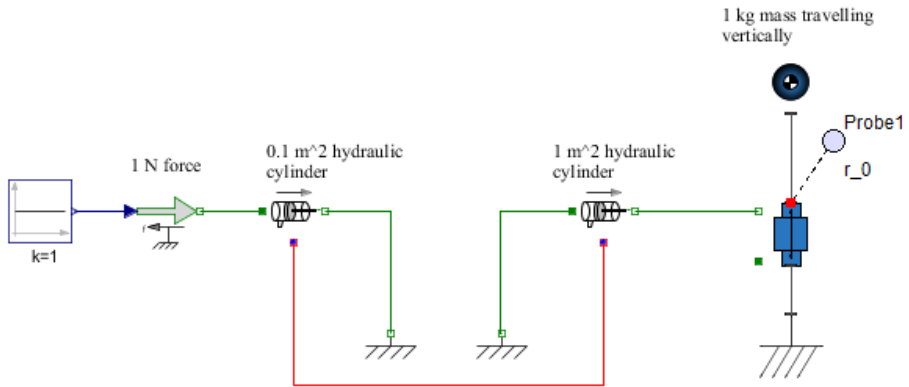 1 kg mass travelling
vertically
Probe1
r_0
1 N force
0.1 m^2 hydraulic
cylinder
1 m^2 hydraulic
cylinder
f
k=1